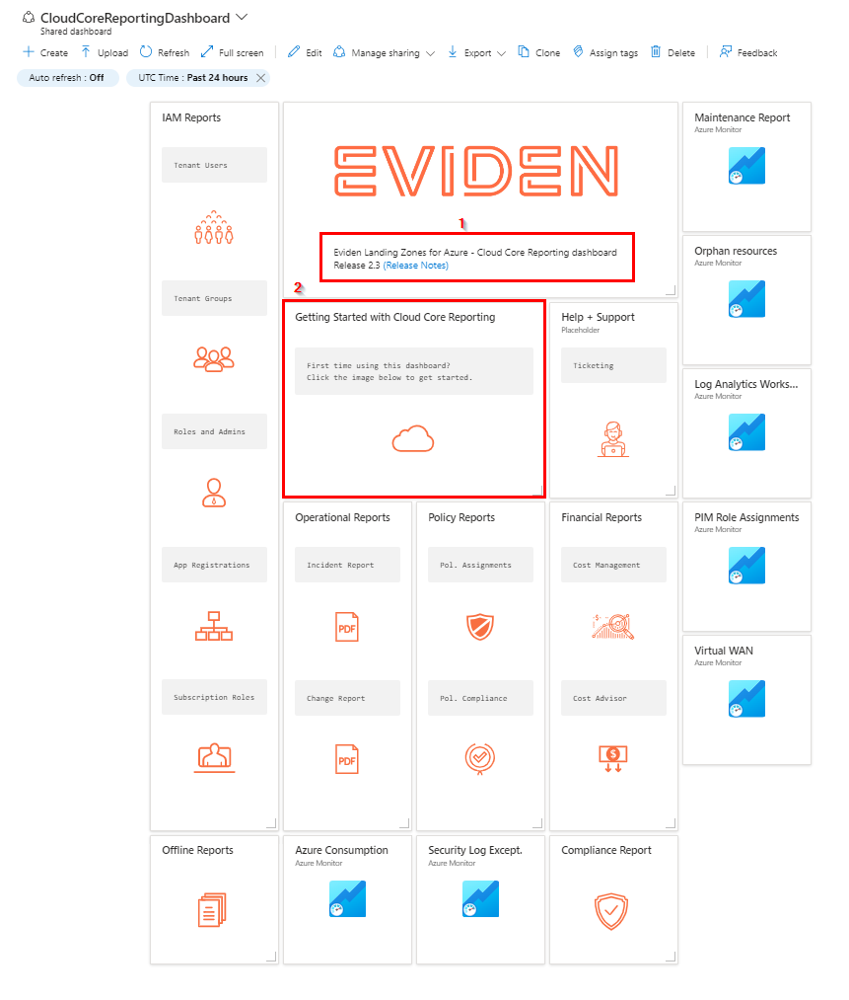 CloudCoreReportingDashboard
Shared dashboard
Create Upload Refresh Full screen Edit Manage sharing Export Clone Assign tags Delete Feedback
Auto refresh : Off UTC Time : Past 24 hours
IAM Reports
Tenant Users
Tenant Groups
Roles and Admins
App Registrations
Subscription Roles
EVIDEN
1
Eviden Landing Zones for Azure - Cloud Core Reporting dashboard
Release 2.3 (Release Notes)
2
Getting Started with Cloud Core Reporting
First time using this dashboard?
Click the image below to get started.
Help + Support
Placeholder
Ticketing
Operational Reports
Incident Report
PDF
Change Report
PDF
Policy Reports
Pol. Assignments
Pol. Compliance
Financial Reports
Cost Management
$
Cost Advisor
$
Maintenance Report
Azure Monitor
Orphan resources
Azure Monitor
Log Analytics Works...
Azure Monitor
PIM Role Assignments
Azure Monitor
Virtual WAN
Azure Monitor
Offline Reports
Azure Consumption
Azure Monitor
Security Log Except.
Azure Monitor
Compliance Report